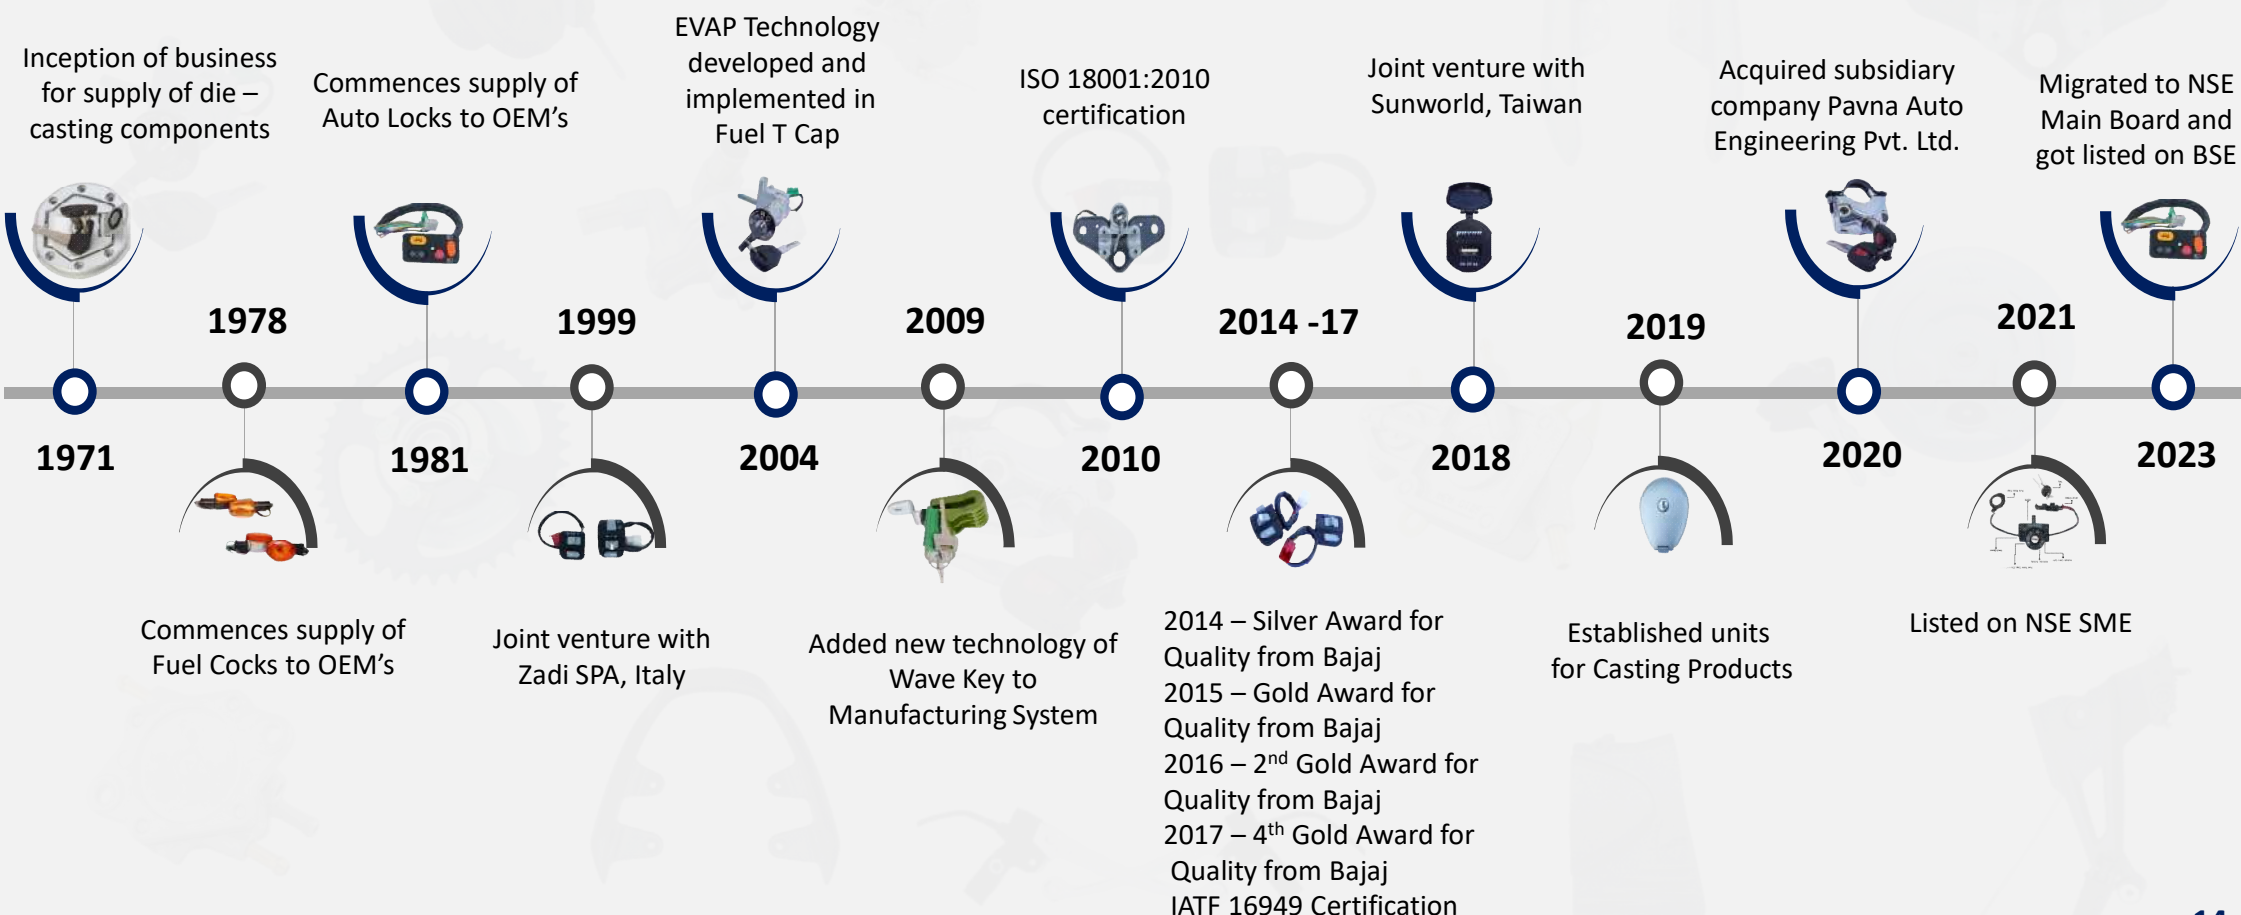 Inception of business
for supply of die –
casting components
1971
1978
Commences supply of
Fuel Cocks to OEM’s
Commences supply of
Auto Locks to OEM’s
1981
1999
Joint venture with
Zadi SPA, Italy
EVAP Technology
developed and
implemented in
Fuel T Cap
2004
2009
Added new technology of
Wave Key to
Manufacturing System
ISO 18001:2010
certification
2010
2014 -17
2014 – Silver Award for
Quality from Bajaj
2015 – Gold Award for
Quality from Bajaj
2016 – 2nd Gold Award for
Quality from Bajaj
2017 – 4th Gold Award for
Quality from Bajaj
IATF 16949 Certification
Joint venture with
Sunworld, Taiwan
2018
2019
Established units
for Casting Products
Acquired subsidiary
company Pavna Auto
Engineering Pvt. Ltd.
2020
2021
Listed on NSE SME
Migrated to NSE
Main Board and
got listed on BSE
2023